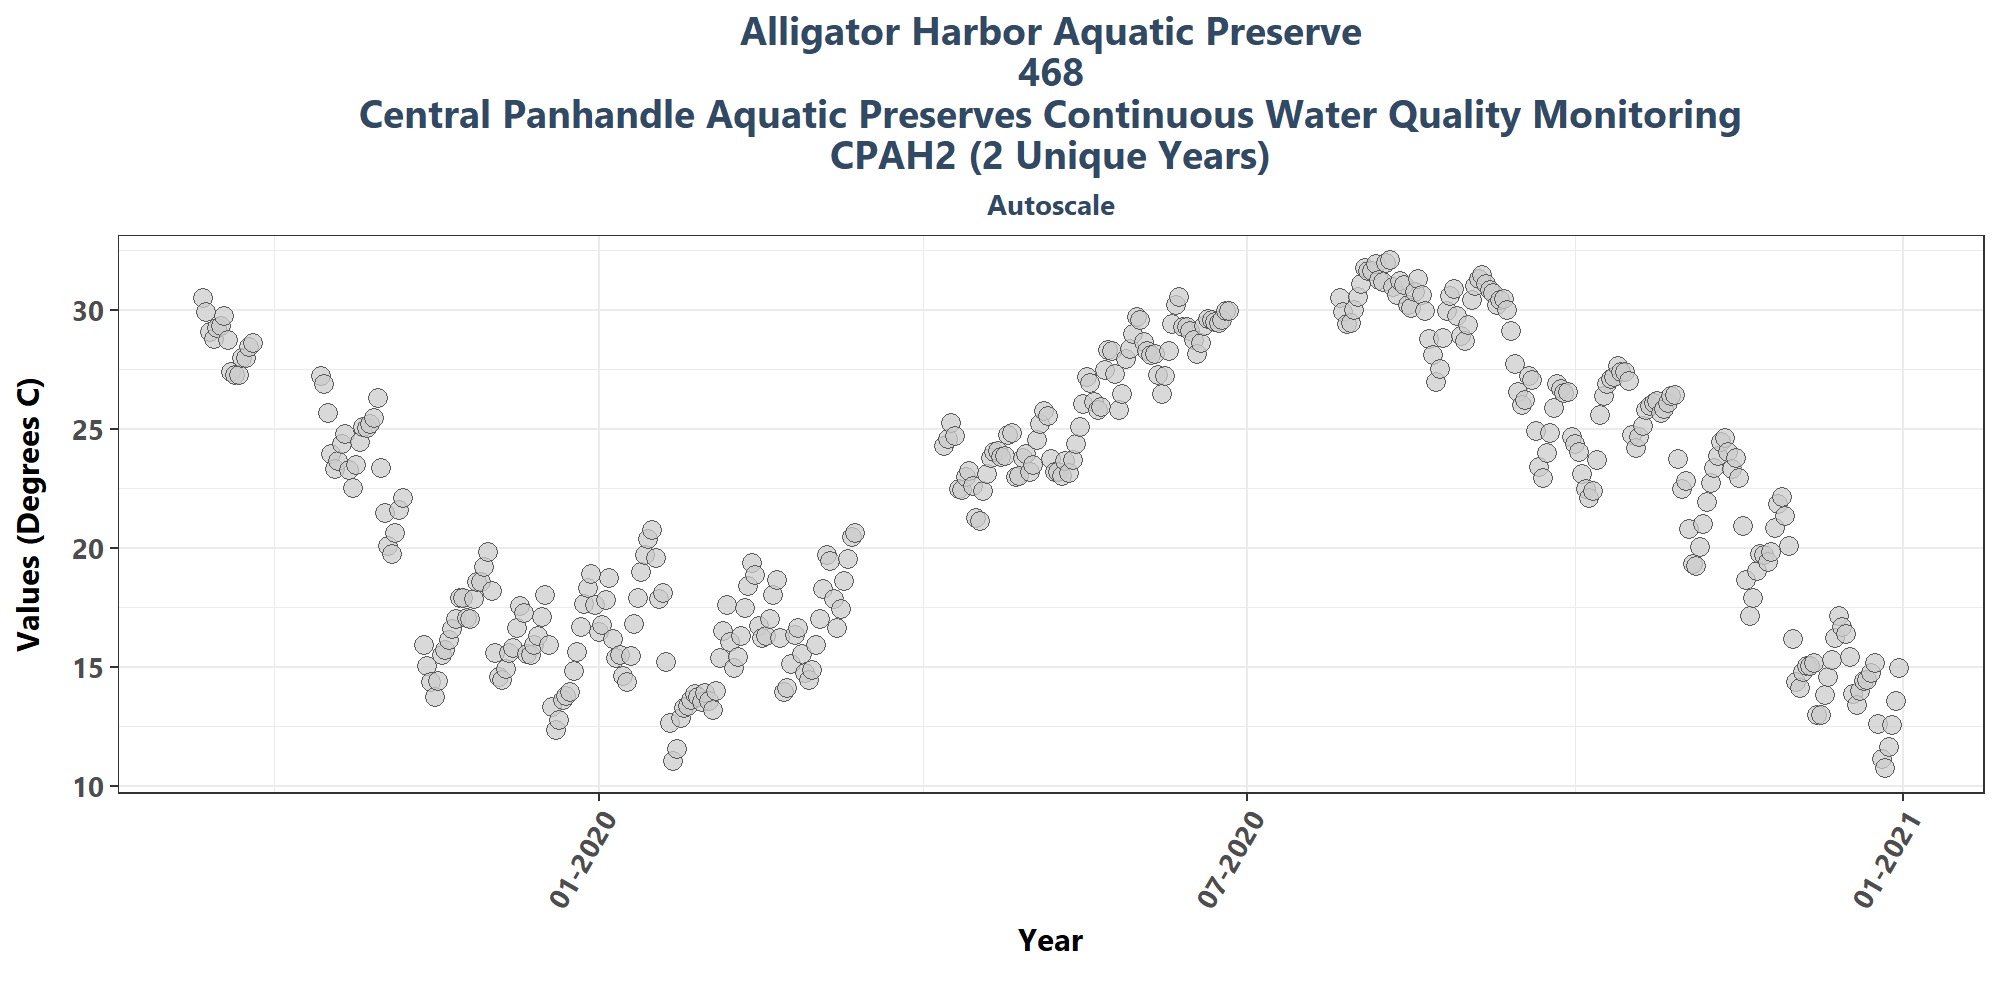 Alligator Harbor Aquatic Preserve
468
Central Panhandle Aquatic Preserves Continuous Water Quality Monitoring
CPAH2 (2 Unique Years)
Autoscale
Values (Degrees C)
30
25
20
15
10
01-2020
07-2020
01-2021
Year